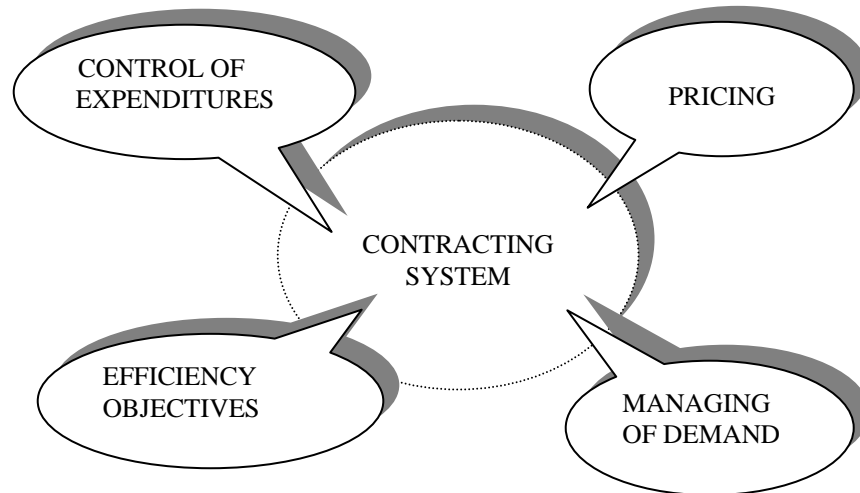 CONTROL OF
EXPENDITURES
PRICING
CONTRACTING
SYSTEM
EFFICIENCY
OBJECTIVES
MANAGING
OF DEMAND